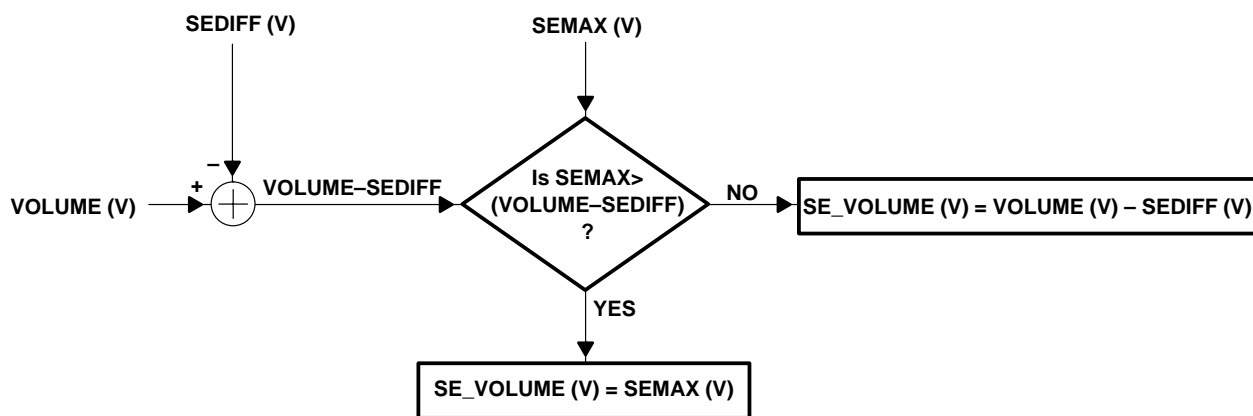 SEDIFF (V)
SEMAX (V)
–
+
VOLUME (V)
VOLUME–SEDIFF
Is SEMAX>
(VOLUME–SEDIFF)
?
NO
SE_VOLUME (V) = VOLUME (V) – SEDIFF (V)
YES
SE_VOLUME (V) = SEMAX (V)